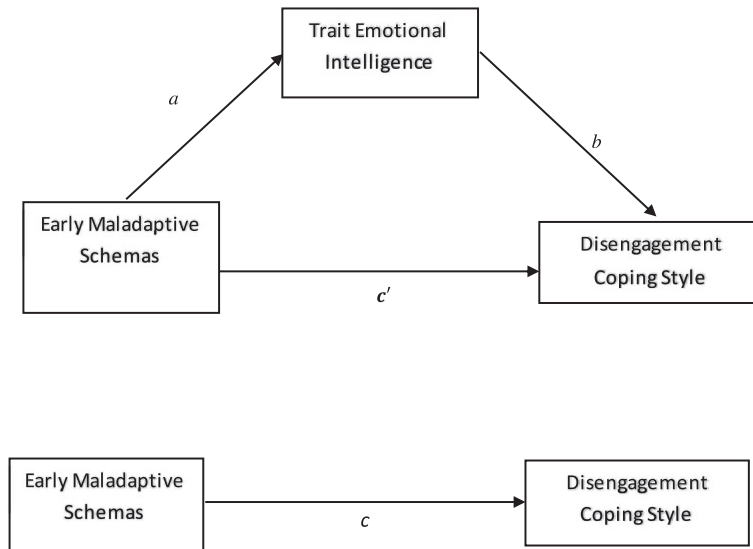 Trait Emotional
Intelligence
a
b
Early Maladaptive
Schemas
Disengagement
Coping Style
c′
Early Maladaptive
Schemas
Disengagement
Coping Style
c